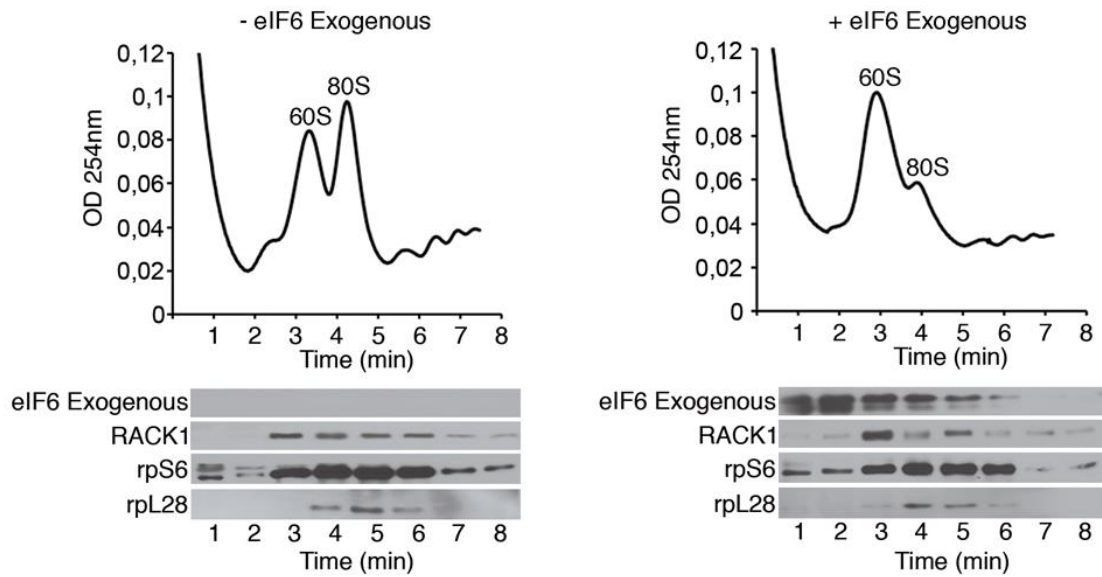 - eIF6 Exogenous
0,12
0,1
0,08
0,06
0,04
0,02
0
OD 254nm
60S
80S
1 2 3 4 5 6 7 8
Time (min)
eIF6 Exogenous
RACK1
rpS6
rpL28
1 2 3 4 5 6 7 8
Time (min)
+ eIF6 Exogenous
0,12
0,1
0,08
0,06
0,04
0,02
0
OD 254nm
60S
80S
1 2 3 4 5 6 7 8
Time (min)
eIF6 Exogenous
RACK1
rpS6
rpL28
1 2 3 4 5 6 7 8
Time (min)